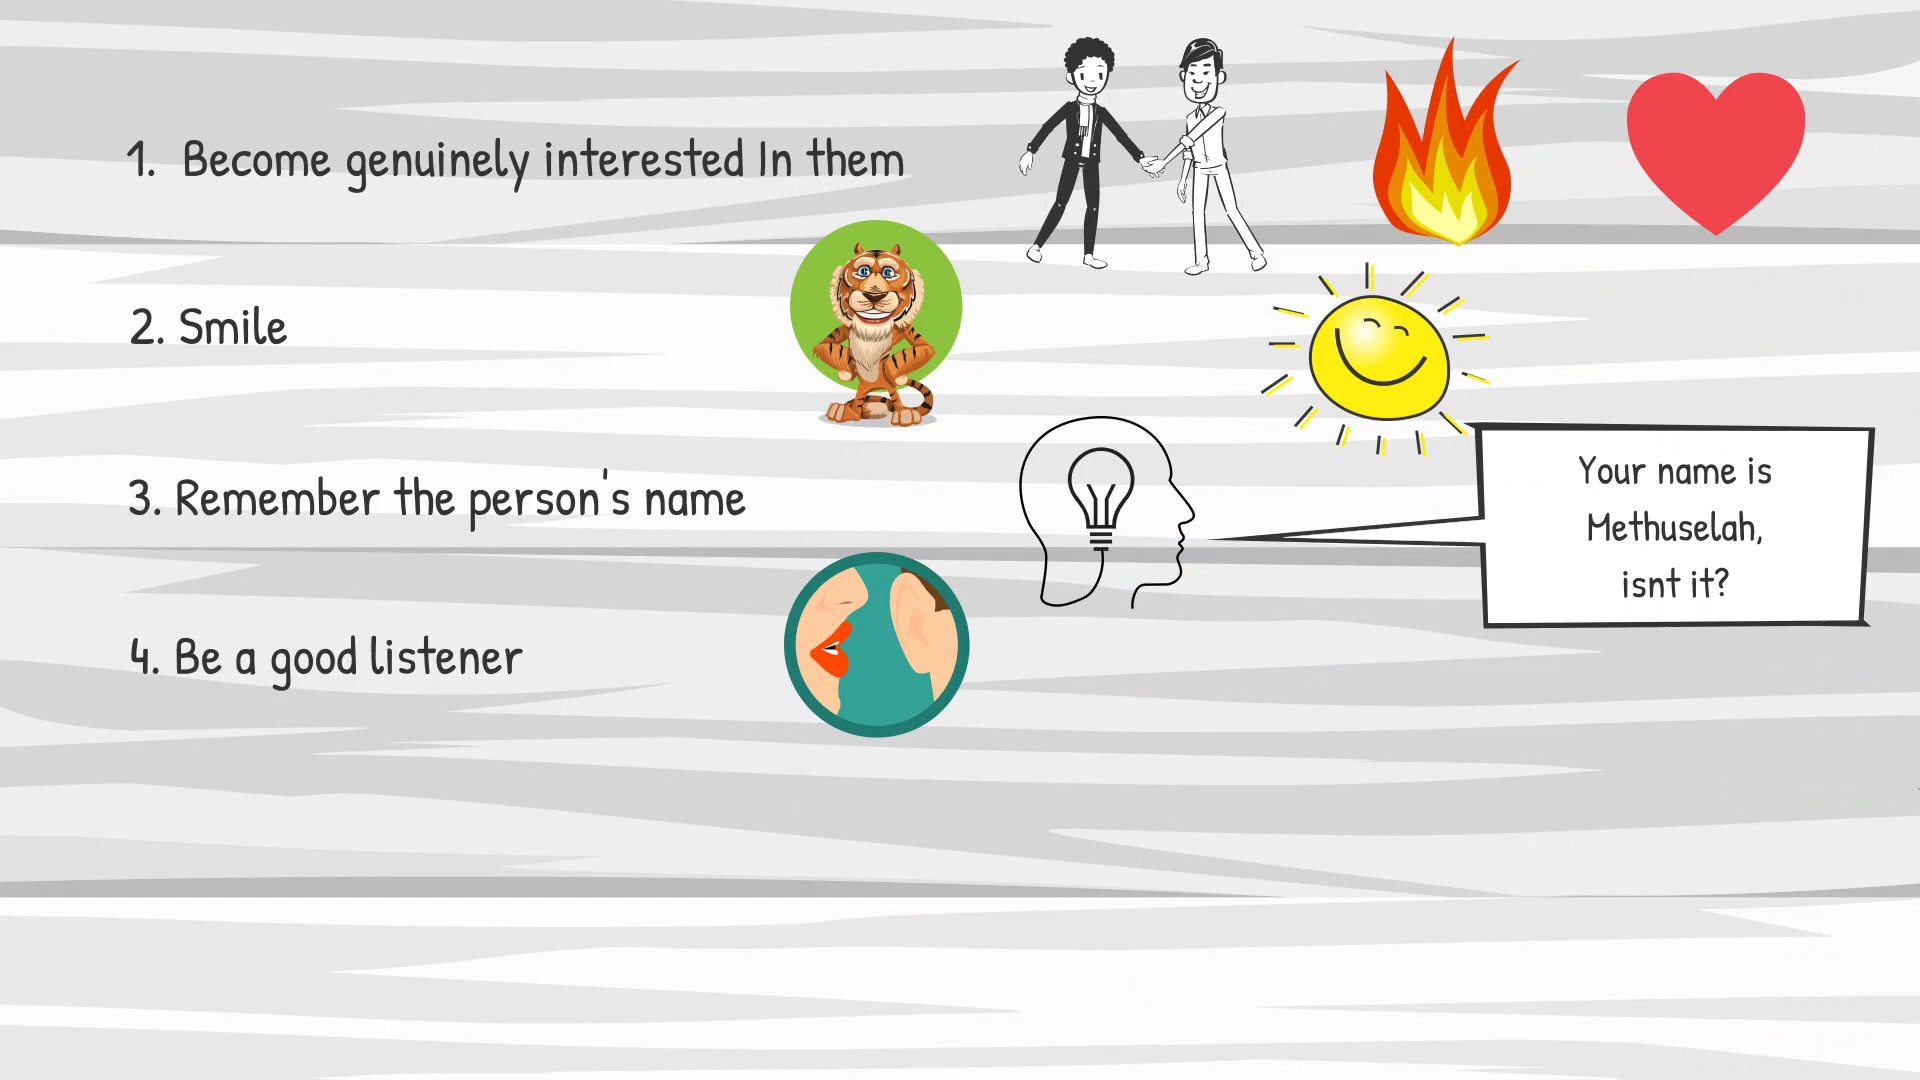 1. Become genuinely interested In them
2. Smile
3. Remember the person's name
Your name is
Methuselah,
isnt it?
4. Be a good listener